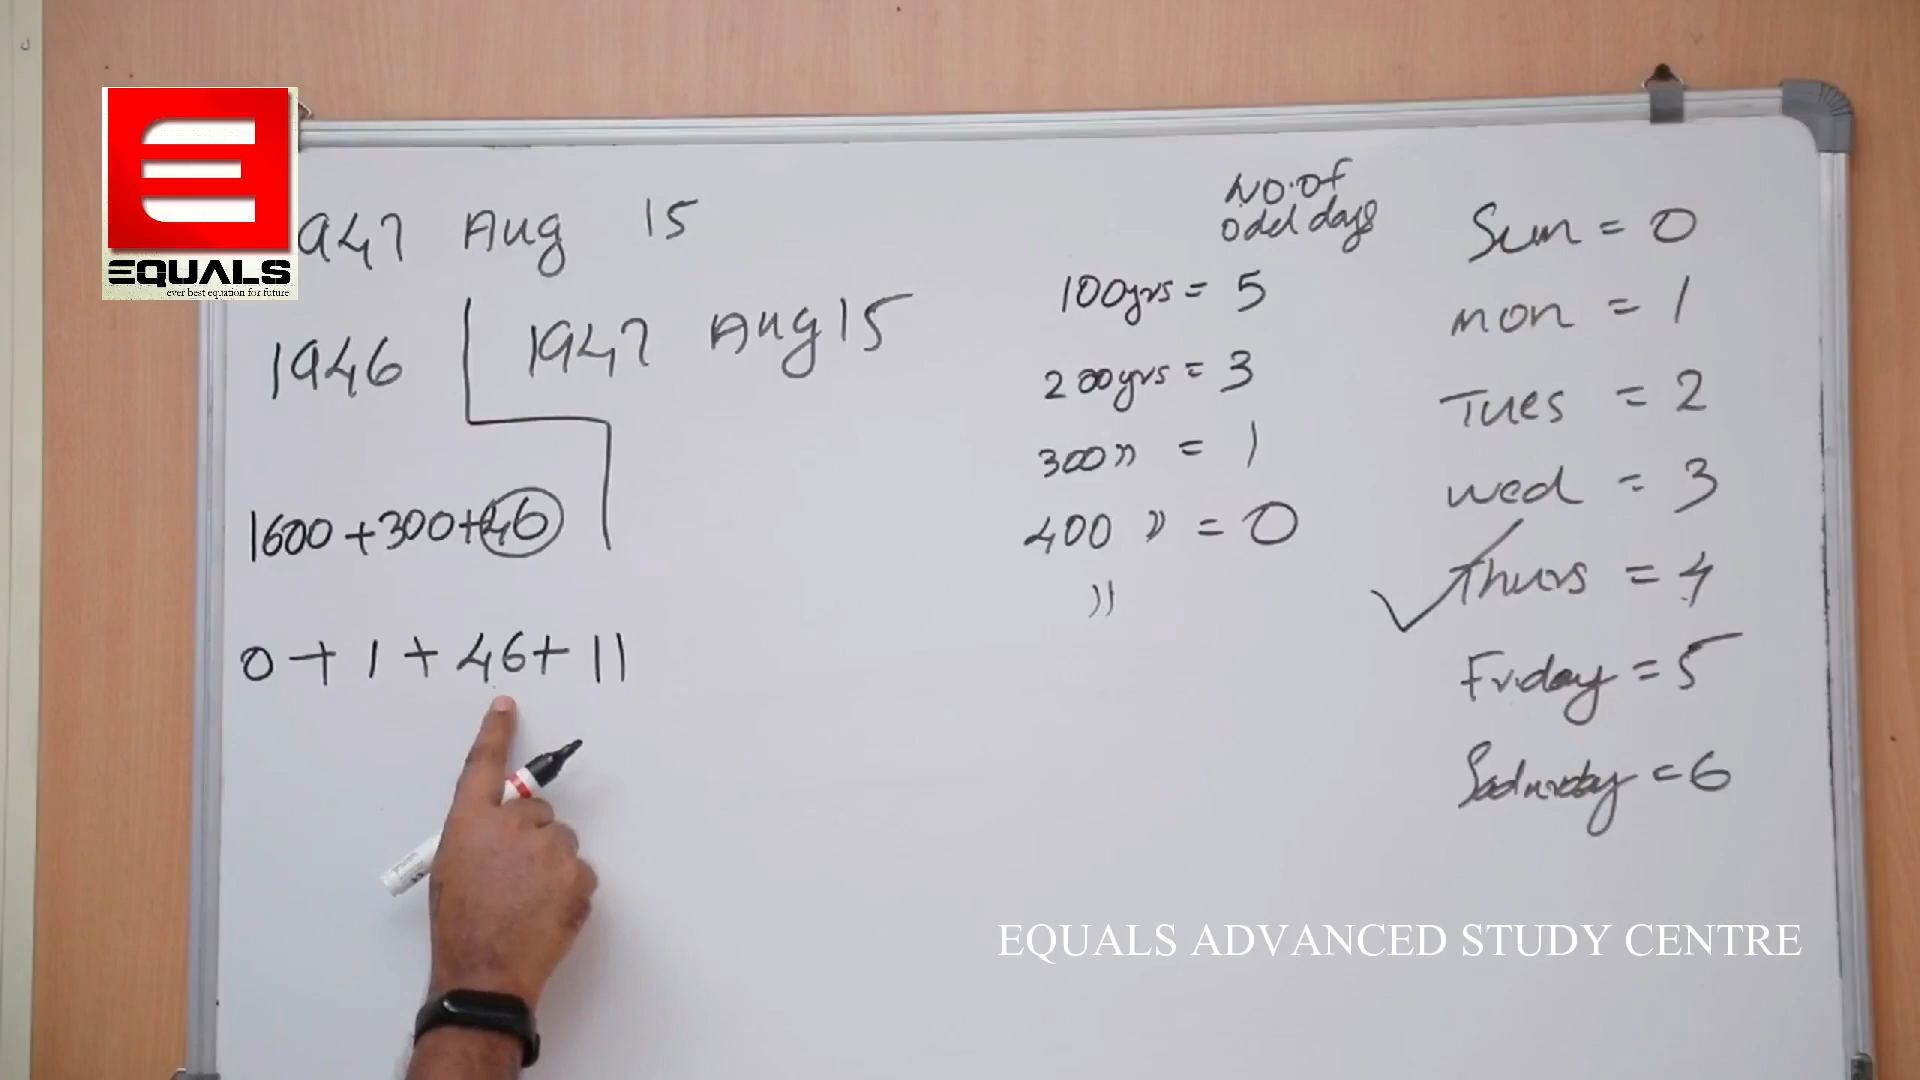 EQUALS
ever best equation for future
947 Aug 15
1946 1947 Aug 15
1600+300+46
0 + 1 + 46 + 11
NO.of
odd days
100yrs = 5
200yrs = 3
300 )) = 1
400 )) = 0
))
Sun = 0
mon = 1
Tues = 2
wed = 3
Thurs = 4
Friday = 5
Saturday = 6
EQUALS ADVANCED STUDY CENTRE